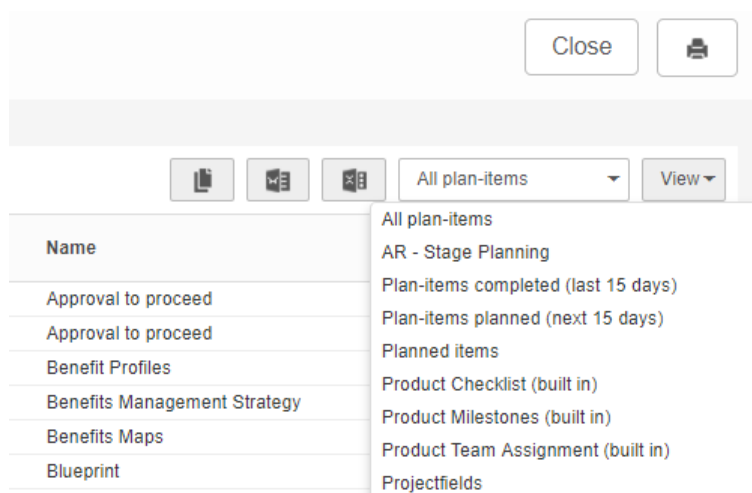 Close
All plan-items
View
Name
Approval to proceed
Approval to proceed
Benefit Profiles
Benefits Management Strategy
Benefits Maps
Blueprint
All plan-items
AR - Stage Planning
Plan-items completed (last 15 days)
Plan-items planned (next 15 days)
Planned items
Product Checklist (built in)
Product Milestones (built in)
Product Team Assignment (built in)
Projectfields